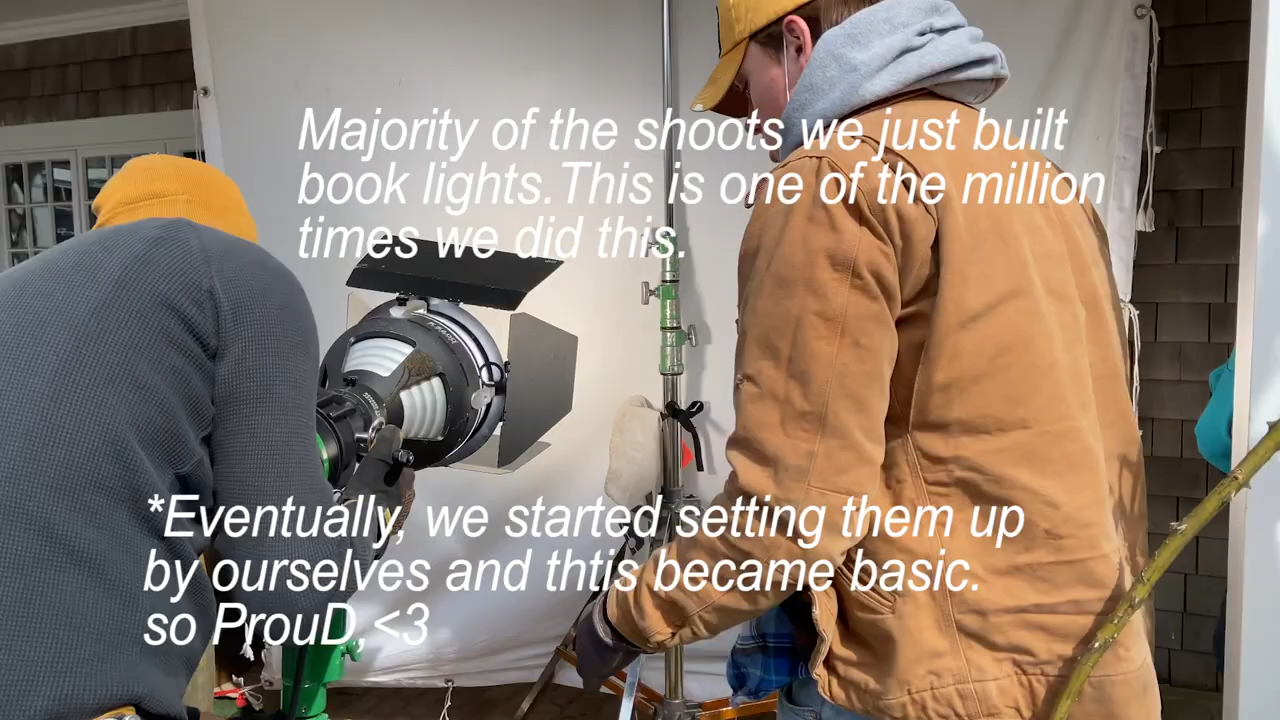 Majority of the shoots we just built
book lights.This is one of the million
times we did this.
*Eventually, we started setting them up
by ourselves and thtis became basic.
so ProuD,<3